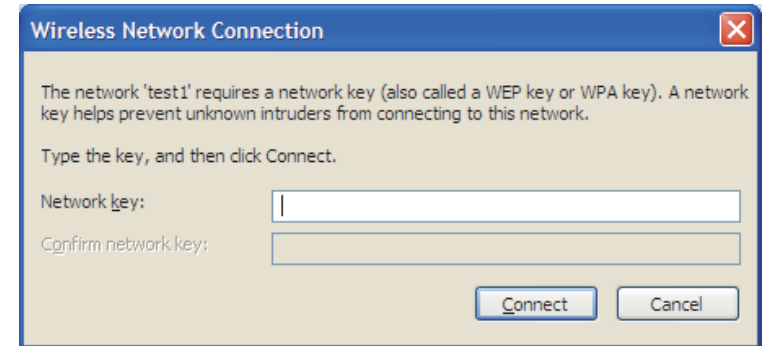 Wireless Network Connection
The network 'test1' requires a network key (also called a WEP key or WPA key). A network
key helps prevent unknown intruders from connecting to this network.
Type the key, and then click Connect.
Network key:
Confirm network key:
Connect Cancel